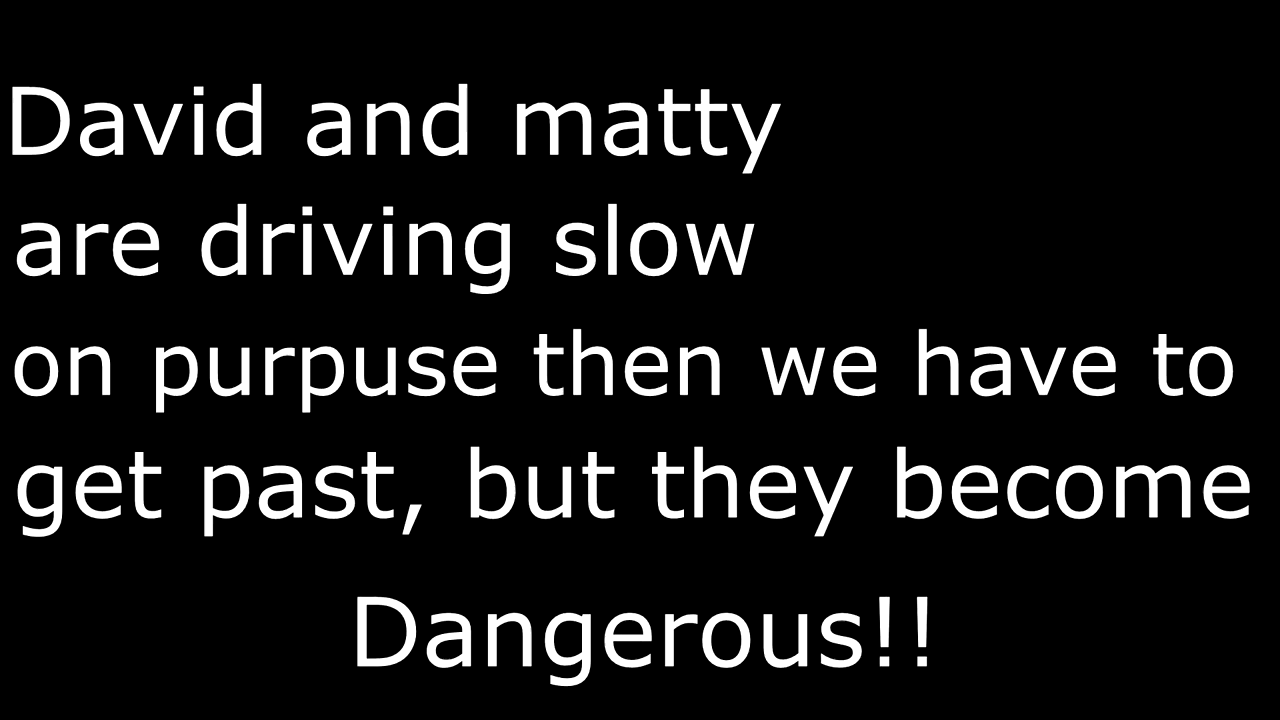 David and matty
are driving slow
on purpuse then we have to
get past, but they become
Dangerous!!